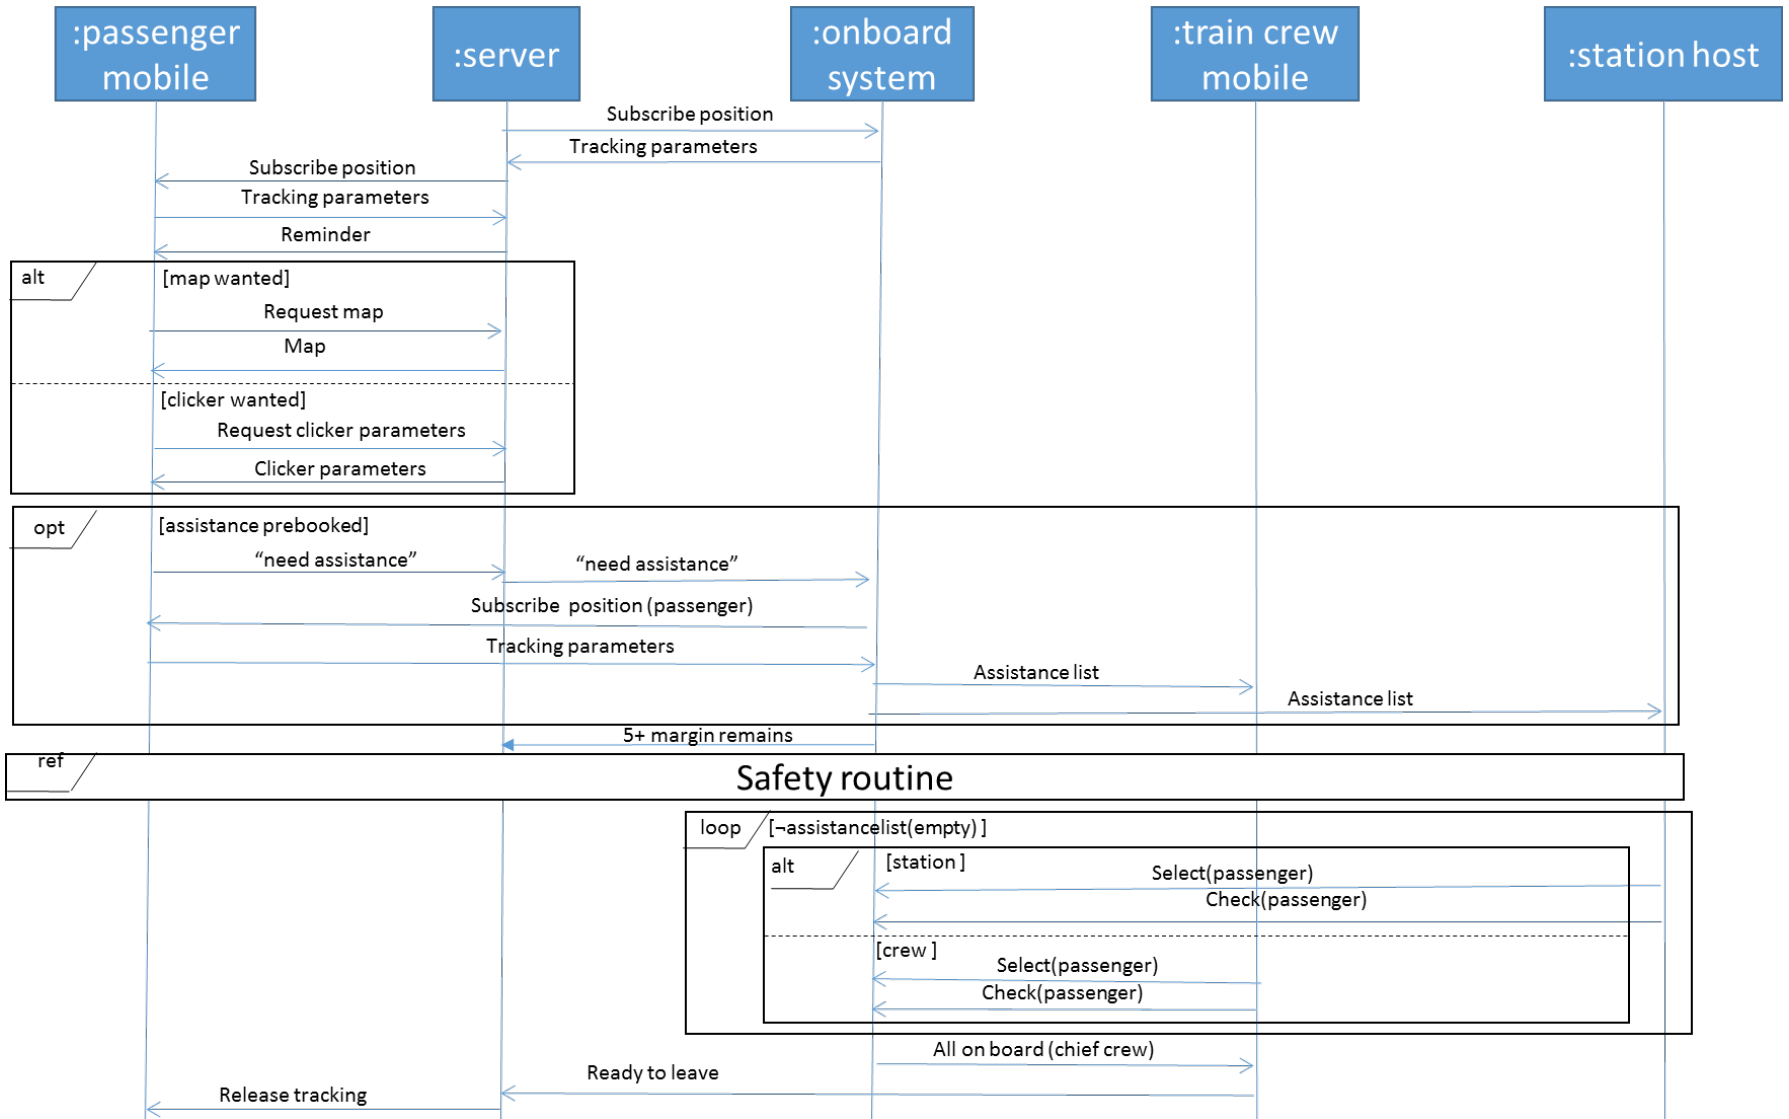 :passenger
mobile
:server
:onboard
system
:train crew
mobile
:station host
Subscribe position
Tracking parameters
Subscribe position
Tracking parameters
Reminder
alt
[map wanted]
Request map
Map
[clicker wanted]
Request clicker parameters
Clicker parameters
opt
[assistance prebooked]
“need assistance”
“need assistance”
Subscribe position (passenger)
Tracking parameters
Assistance list
Assistance list
5+ margin remains
ref
Safety routine
loop
[¬assistancelist(empty) ]
alt
[station ]
Select(passenger)
Check(passenger)
[crew ]
Select(passenger)
Check(passenger)
All on board (chief crew)
Ready to leave
Release tracking